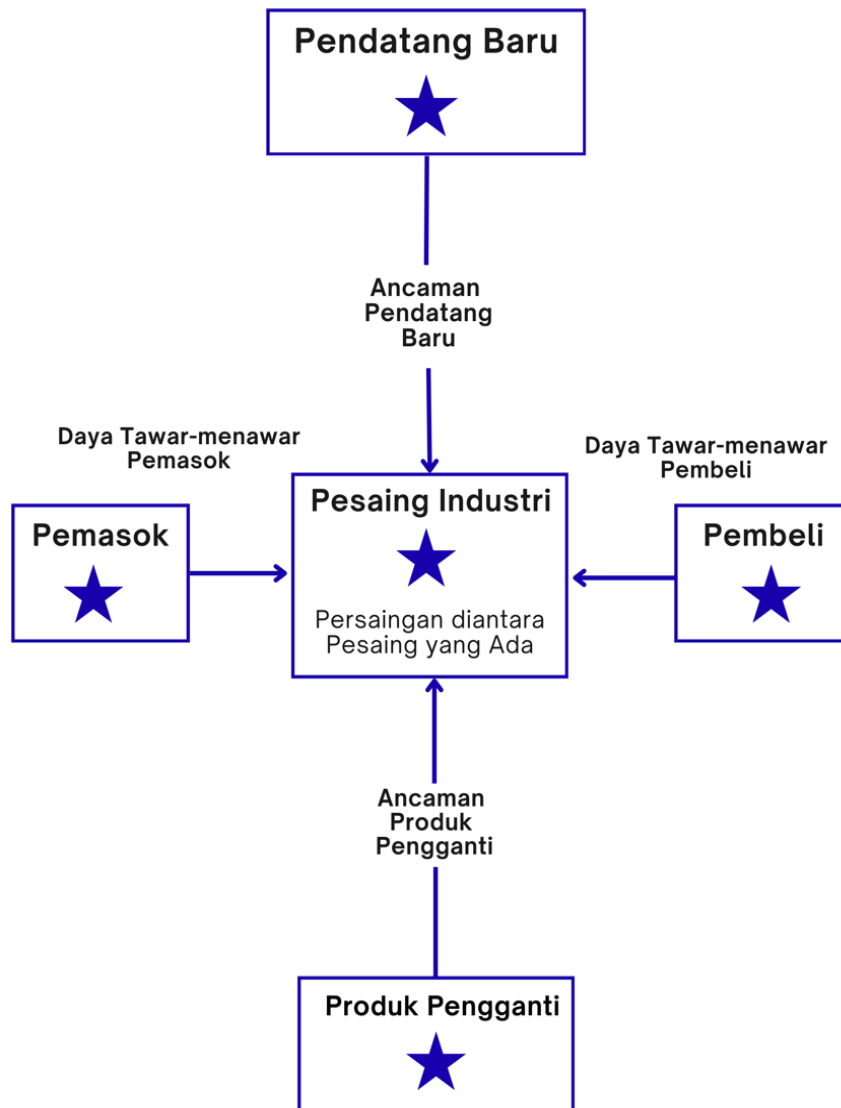 Pendatang Baru
Ancaman
Pendatang
Baru
Daya Tawar-menawar
Pemasok
Daya Tawar-menawar
Pembeli
Pemasok
Pesaing Industri
Persaingan diantara
Pesaing yang Ada
Pembeli
Ancaman
Produk
Pengganti
Produk Pengganti